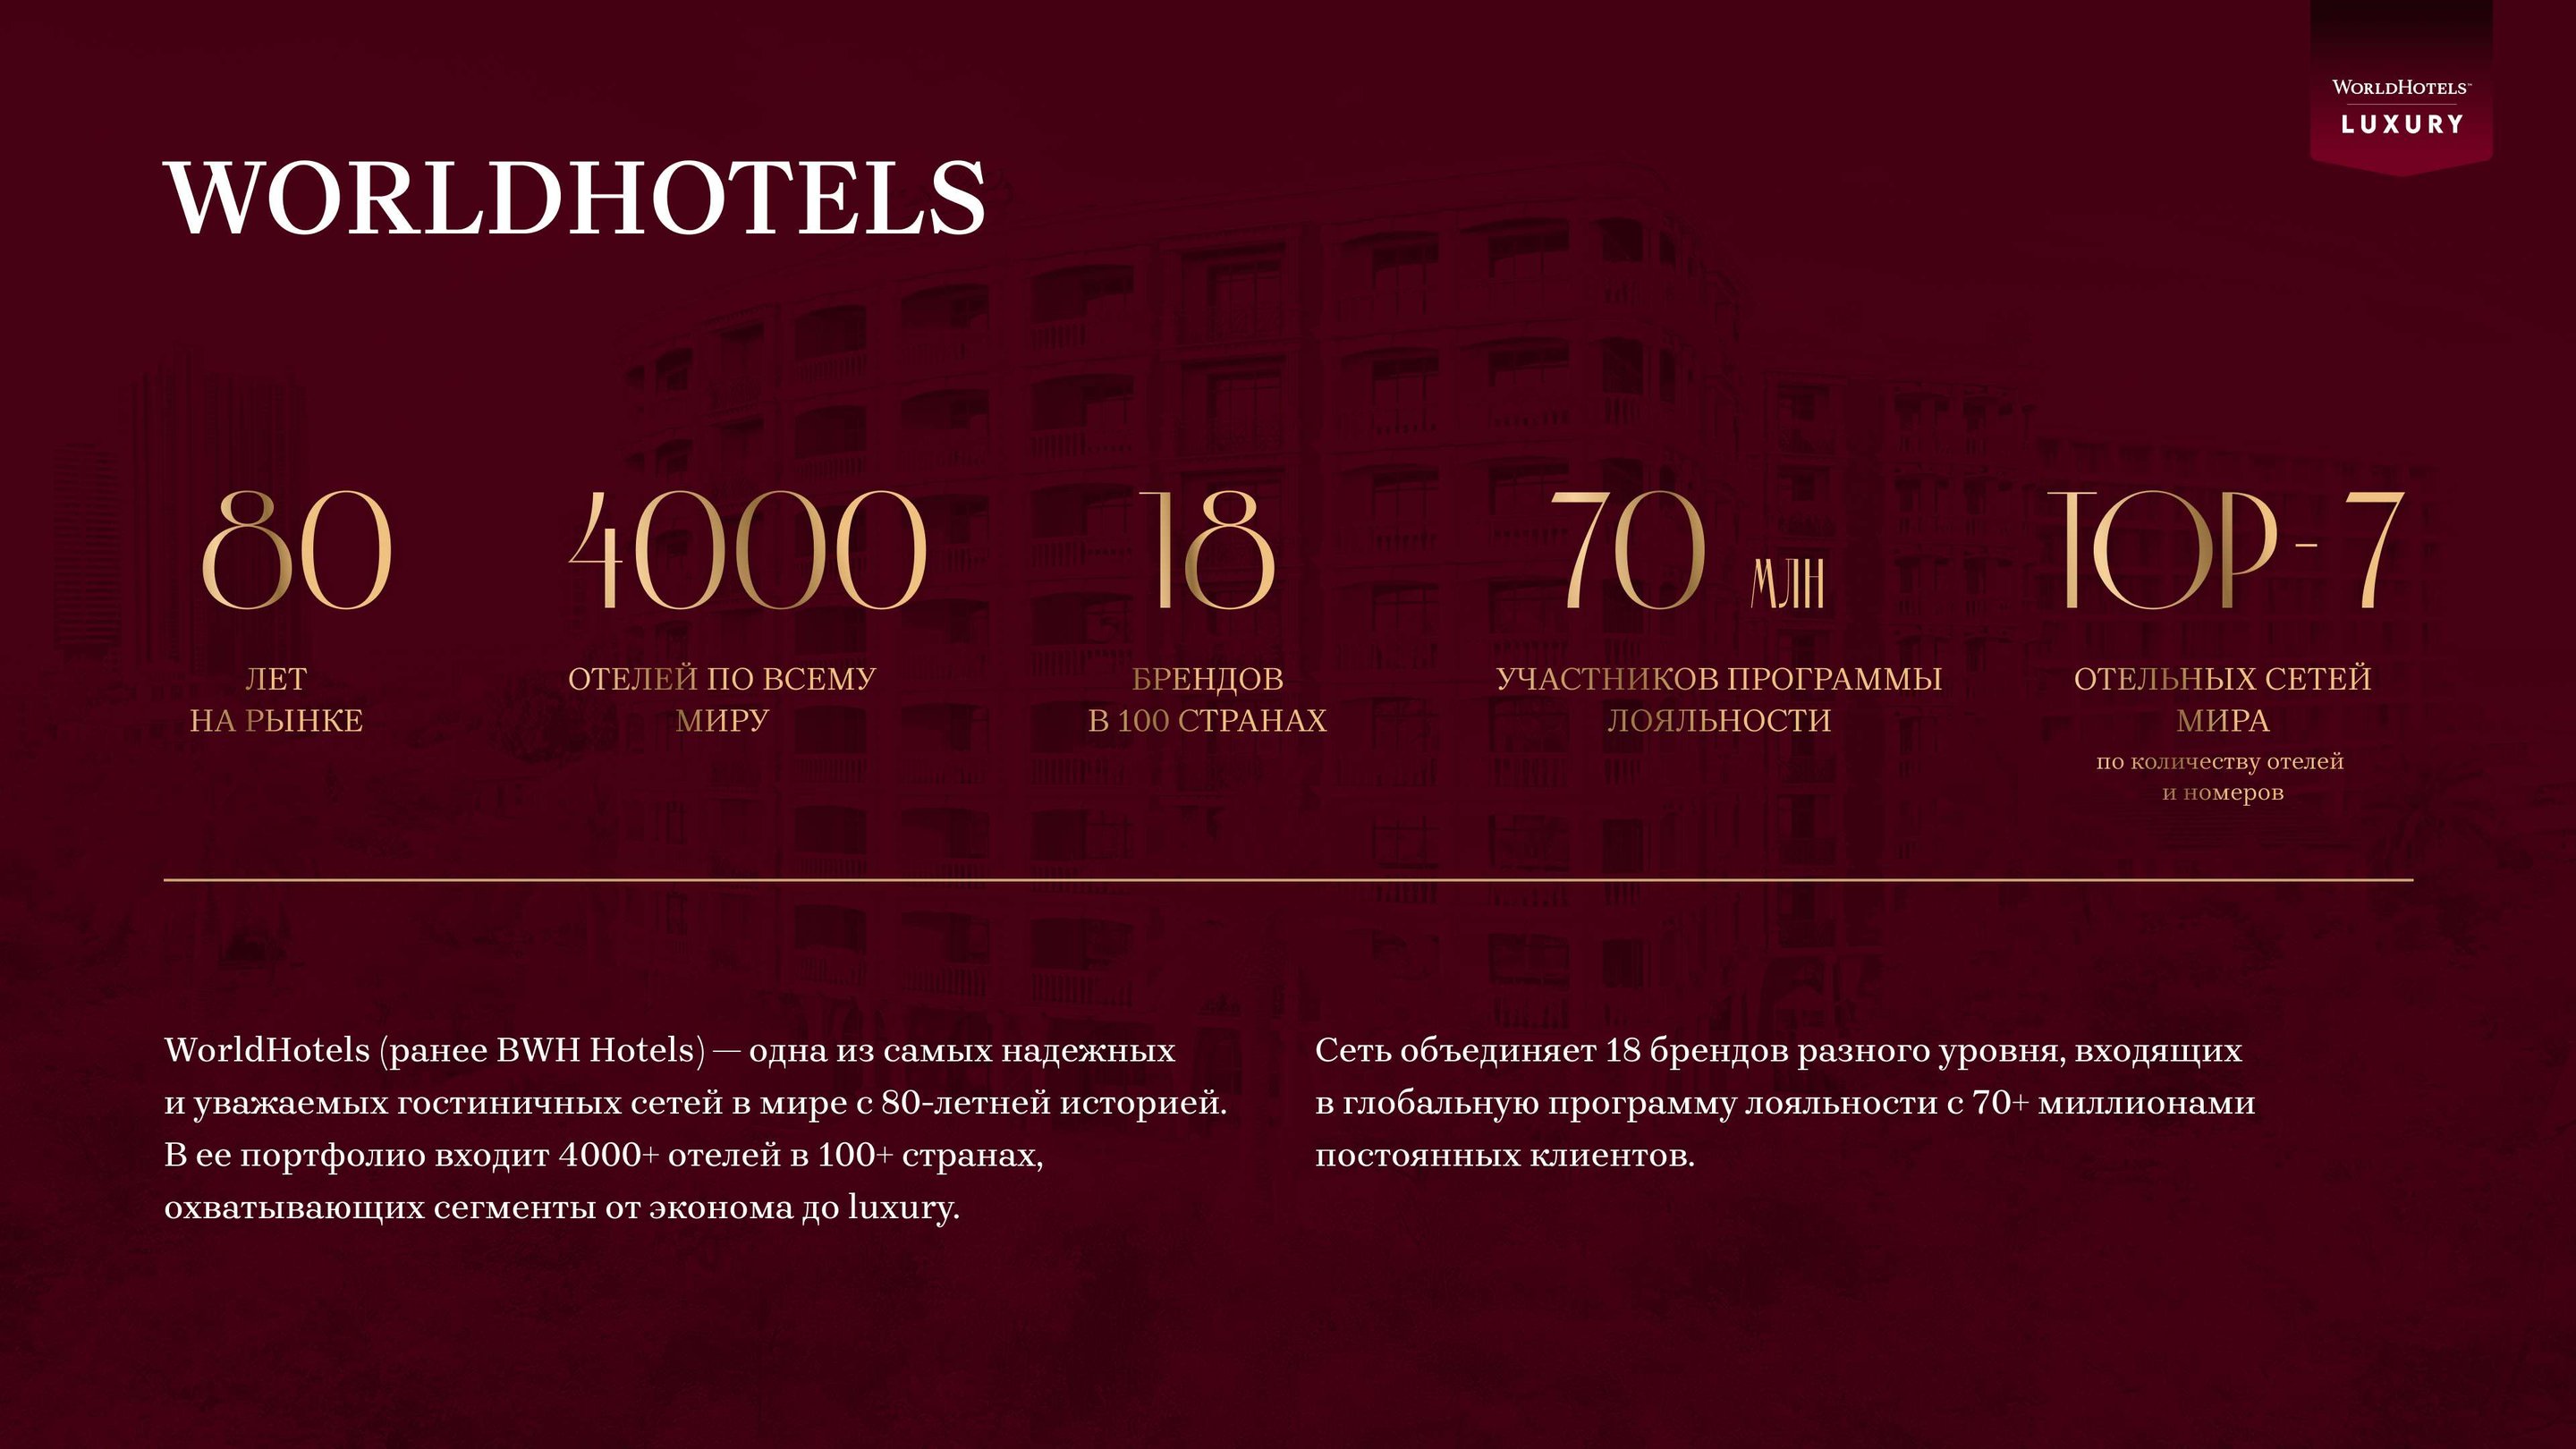 WORLDHOTELS™
LUXURY
WORLDHOTELS
80
ЛЕТ
НА РЫНКЕ
4000
ОТЕЛЕЙ ПО ВСЕМУ
МИРУ
18
БРЕНДОВ
В 100 СТРАНАХ
70 МЛН
УЧАСТНИКОВ ПРОГРАММЫ
ЛОЯЛЬНОСТИ
TOP - 7
ОТЕЛЬНЫХ СЕТЕЙ
МИРА
по количеству отелей
и номеров
WorldHotels (ранее BWH Hotels) — одна из самых надежных
и уважаемых гостиничных сетей в мире с 80-летней историей.
В ее портфолио входит 4000+ отелей в 100+ странах,
охватывающих сегменты от эконома до luxury.
Сеть объединяет 18 брендов разного уровня, входящих
в глобальную программу лояльности с 70+ миллионами
постоянных клиентов.